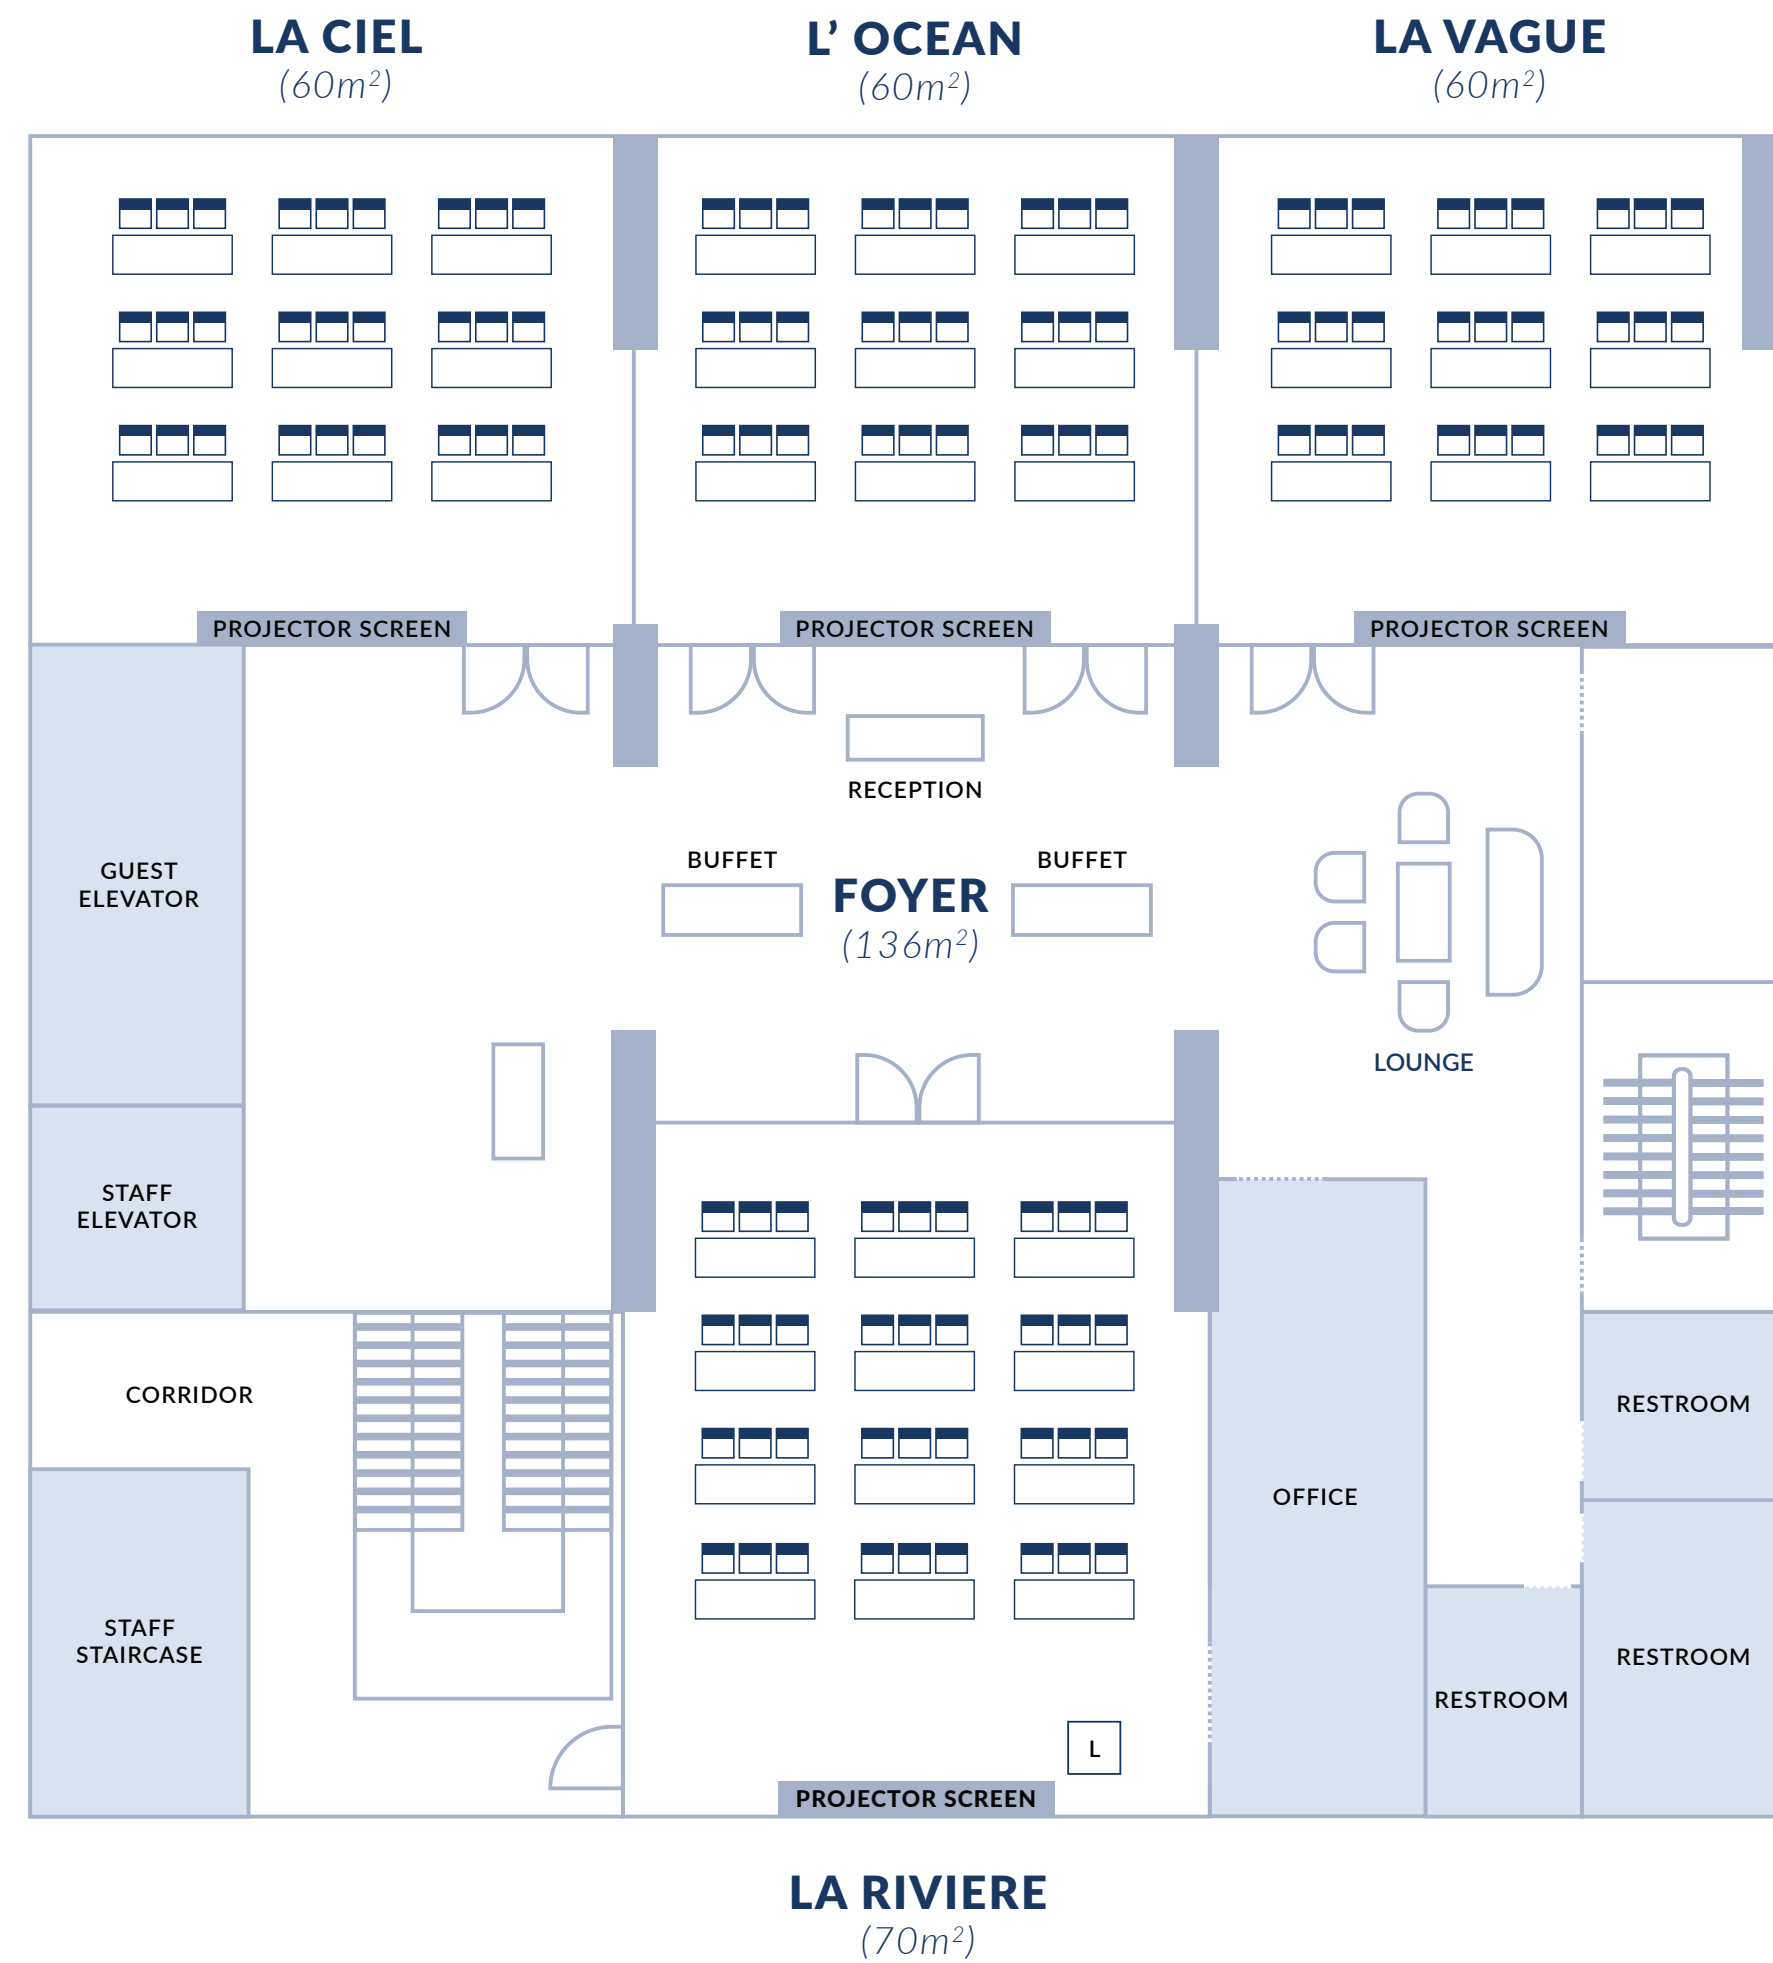 LA CIEL
(60m²)
L’ OCEAN
(60m²)
LA VAGUE
(60m²)
PROJECTOR SCREEN
PROJECTOR SCREEN
PROJECTOR SCREEN
RECEPTION
GUEST
ELEVATOR
BUFFET
FOYER
(136m²)
BUFFET
LOUNGE
STAFF
ELEVATOR
CORRIDOR
RESTROOM
OFFICE
STAFF
STAIRCASE
RESTROOM
RESTROOM
L
PROJECTOR SCREEN
LA RIVIERE
(70m²)